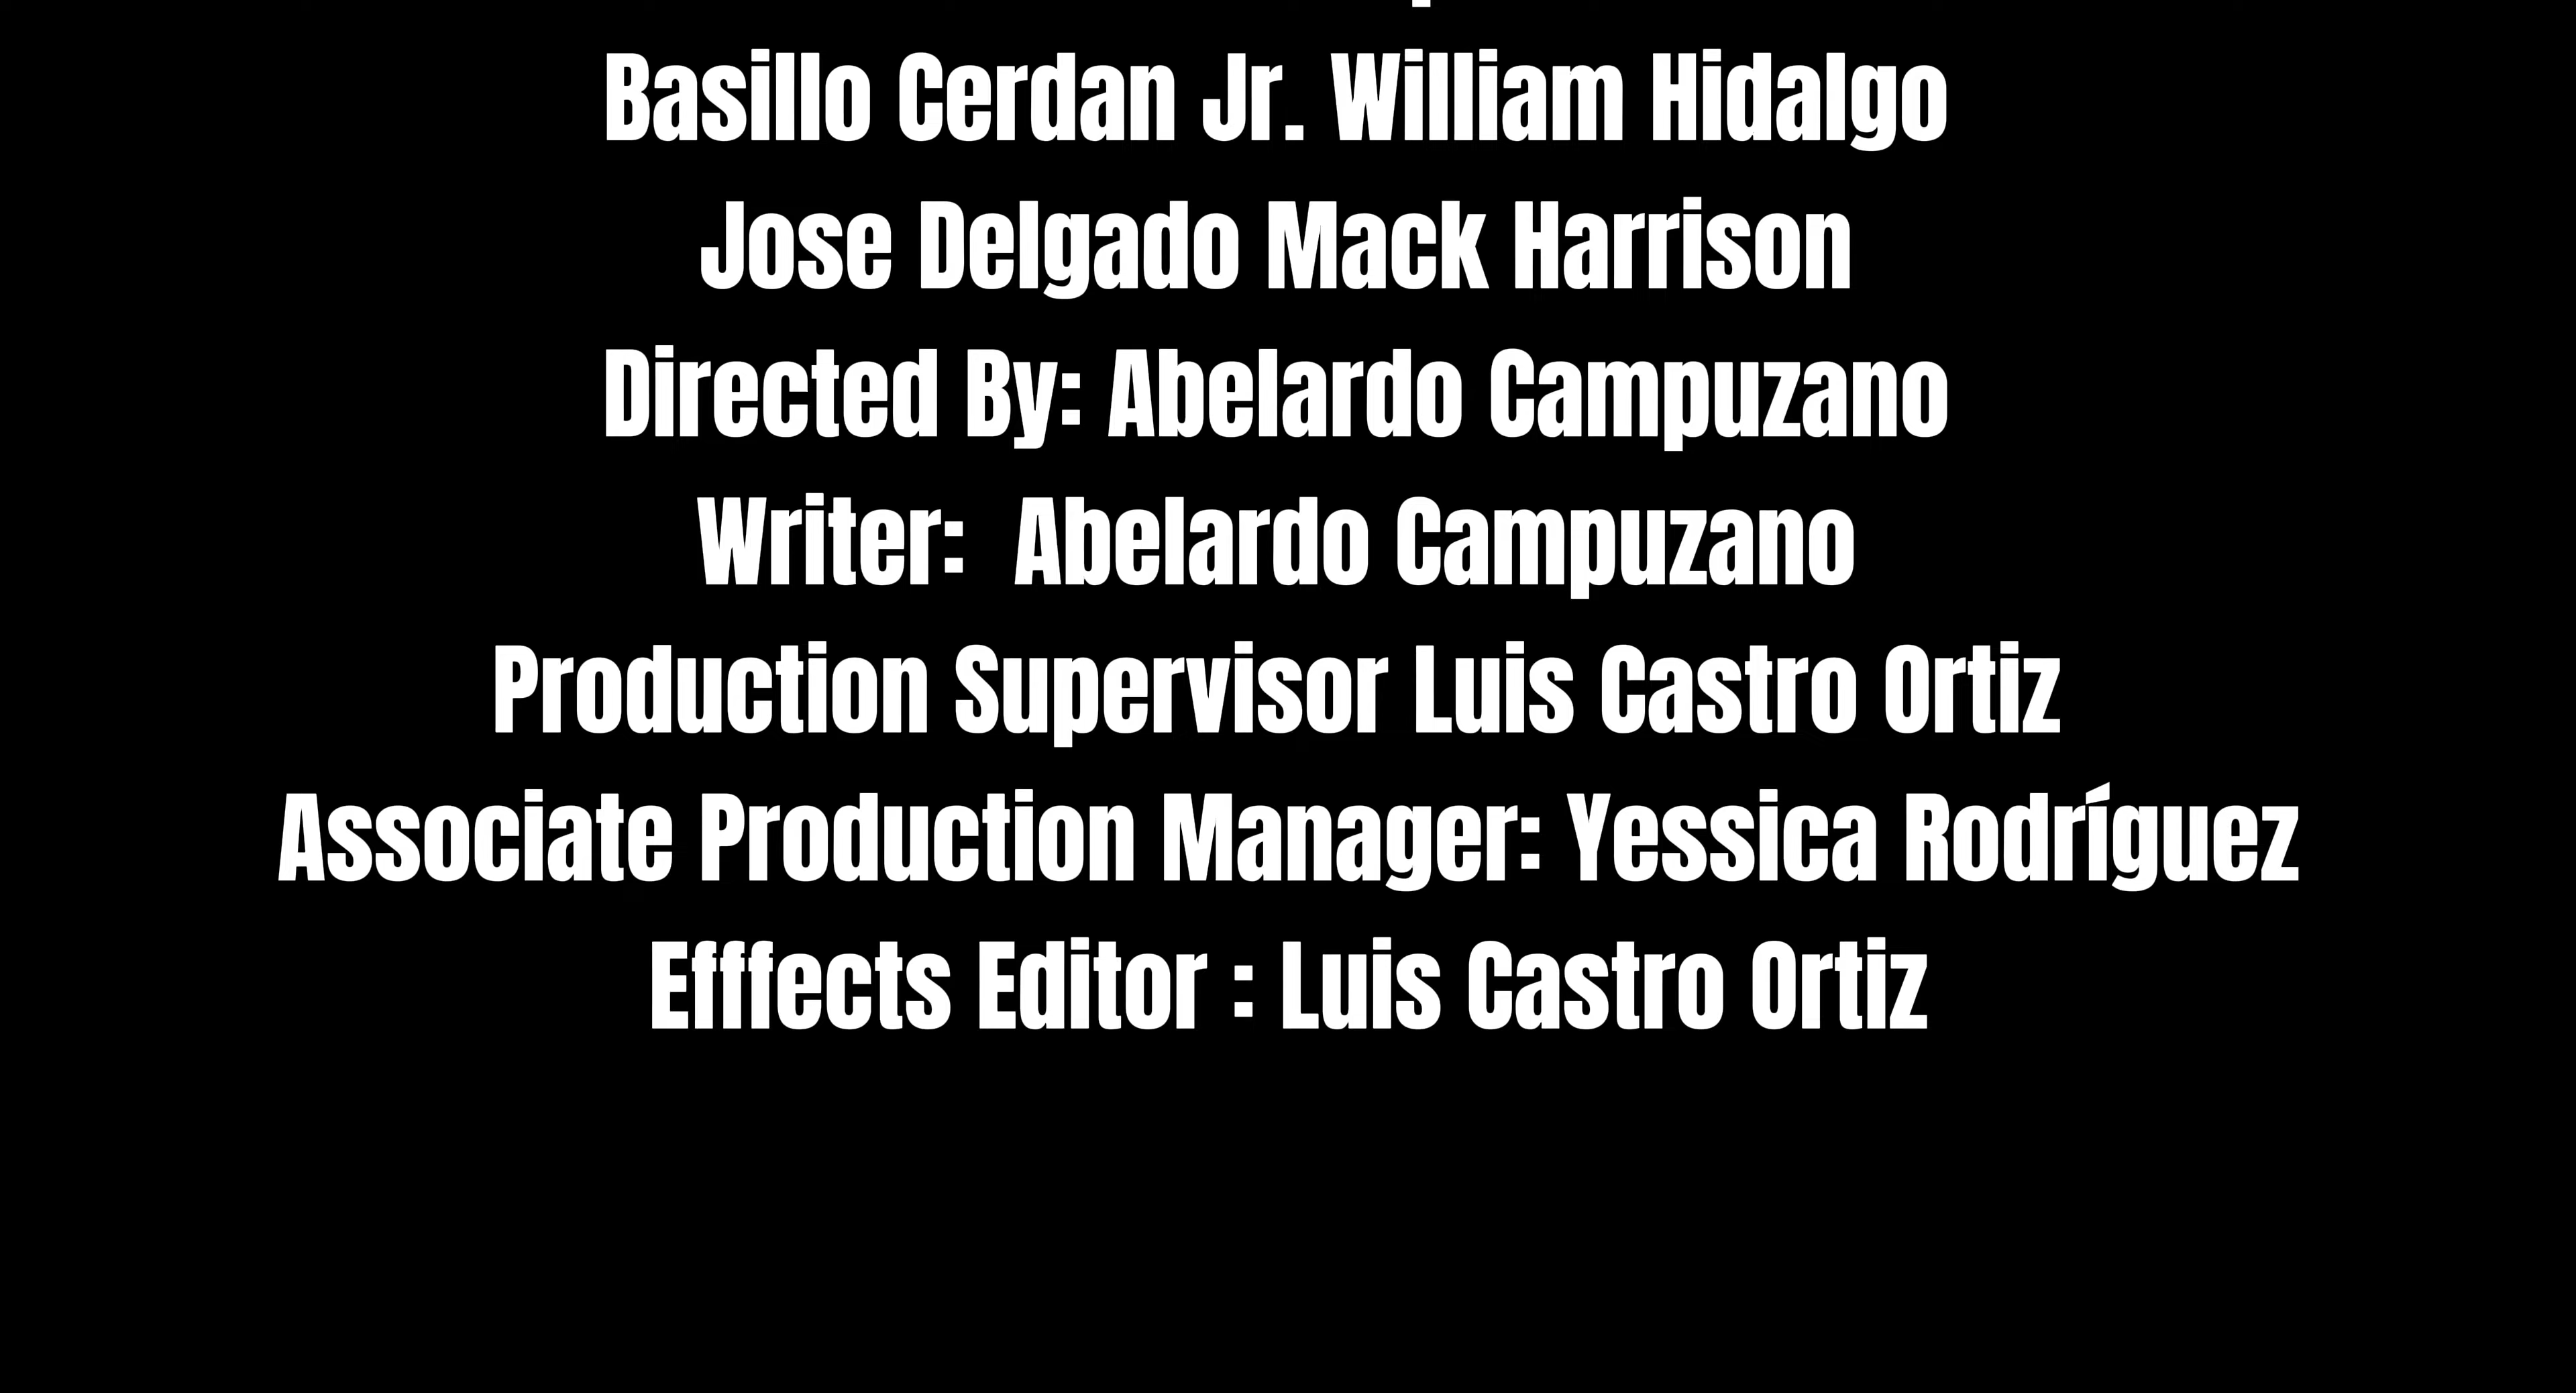 Basillo Cerdan Jr. William Hidalgo
Jose Delgado Mack Harrison
Directed By: Abelardo Campuzano
Writer:  Abelardo Campuzano
Production Supervisor Luis Castro Ortiz
Associate Production Manager: Yessica Rodríguez
Efffects Editor : Luis Castro Ortiz